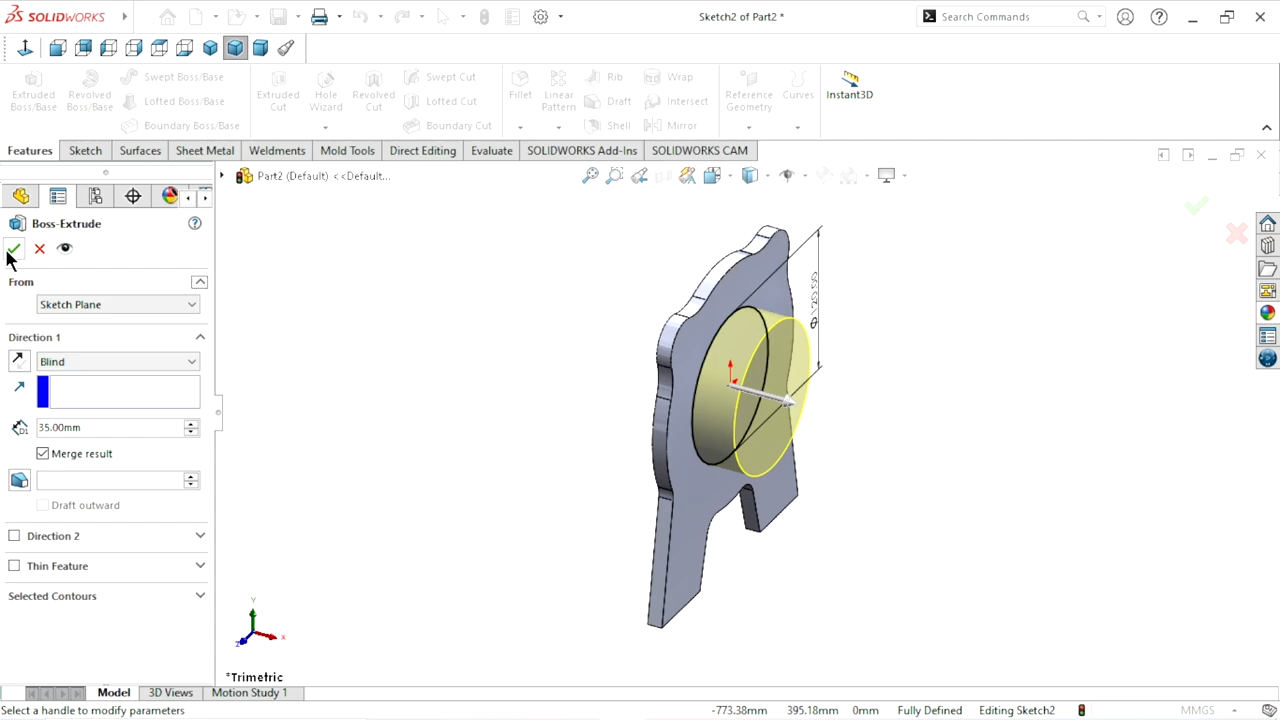 SOLIDWORKS
Sketch2 of Part2 *
Search Commands
Extruded Boss/Base
Revolved Boss/Base
Swept Boss/Base
Lofted Boss/Base
Boundary Boss/Base
Extruded Cut
Hole Wizard
Revolved Cut
Swept Cut
Lofted Cut
Boundary Cut
Fillet
Linear Pattern
Rib
Draft
Shell
Wrap
Intersect
Mirror
Reference Geometry
Curves
Instant3D
Features
Sketch
Surfaces
Sheet Metal
Weldments
Mold Tools
Direct Editing
Evaluate
SOLIDWORKS Add-Ins
SOLIDWORKS CAM
Part2 (Default) <<Default...
Boss-Extrude
From
Sketch Plane
Direction 1
Blind
D1
35.00mm
Merge result
Draft outward
Direction 2
Thin Feature
Selected Contours
Y
X
Z
*Trimetric
Model
3D Views
Motion Study 1
Select a handle to modify parameters
-773.38mm
395.18mm
0mm
Fully Defined
Editing Sketch2
MMGS